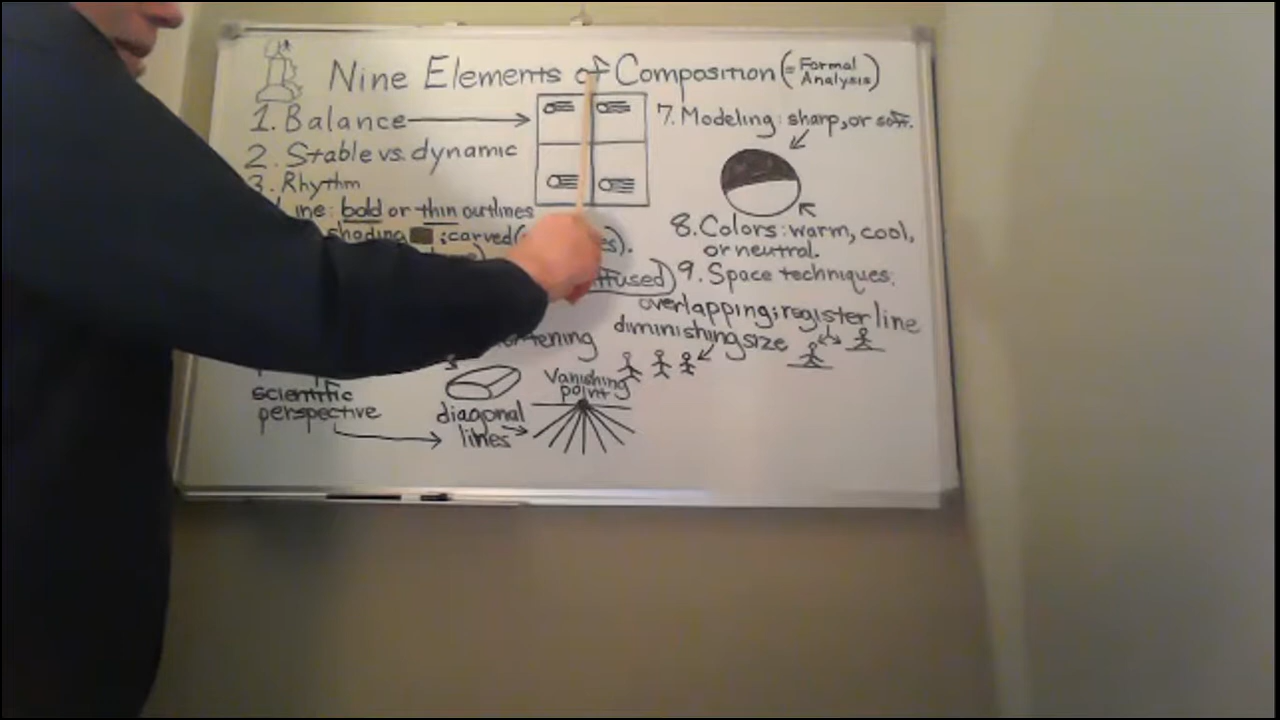 Nine Elements of Composition (= Formal Analysis)
1. Balance
2. Stable vs. dynamic
3. Rhythm
Line: bold or thin outlines
shading ; carved (
scientific
perspective
diagonal
lines
Vanishing
point
7. Modeling: sharp, or soft.
8. Colors: warm, cool,
or neutral.
9. Space techniques:
overlapping; register line
diminishing size